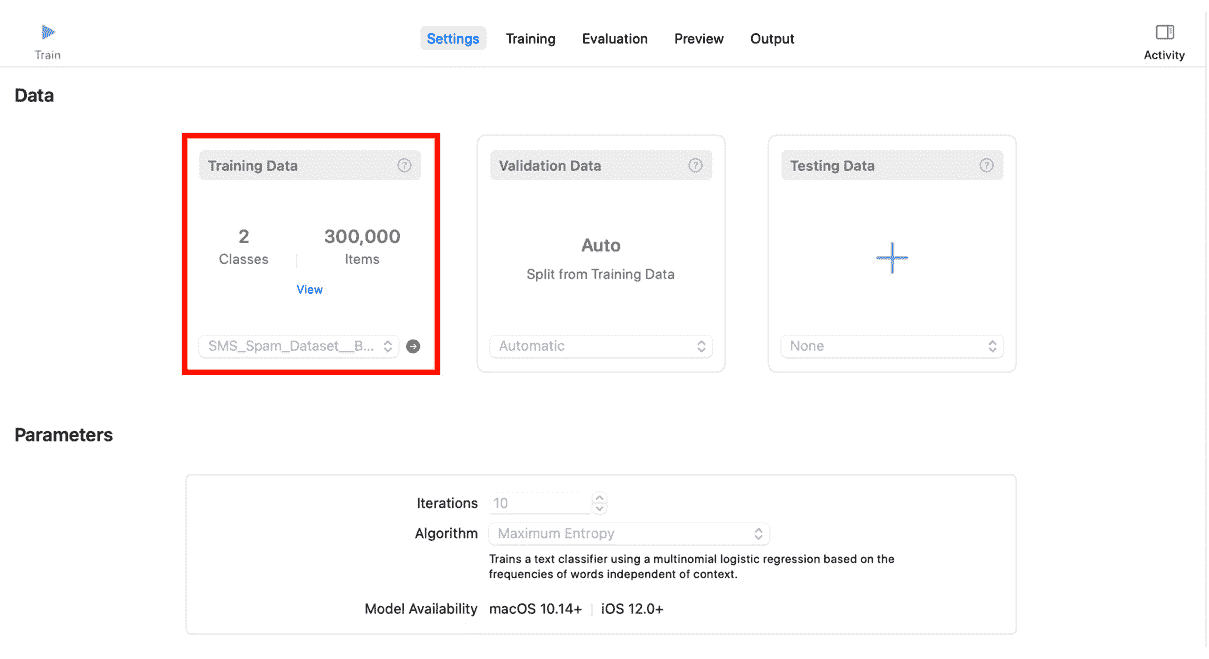 Train
Settings
Training
Evaluation
Preview
Output
Activity
Data
Training Data ?
2
Classes
300,000
Items
View
SMS_Spam_Dataset__B...
Validation Data ?
Auto
Split from Training Data
Automatic
Testing Data ?
None
Parameters
Iterations 10
Algorithm Maximum Entropy
Trains a text classifier using a multinomial logistic regression based on the
frequencies of words independent of context.
Model Availability macOS 10.14+ | iOS 12.0+